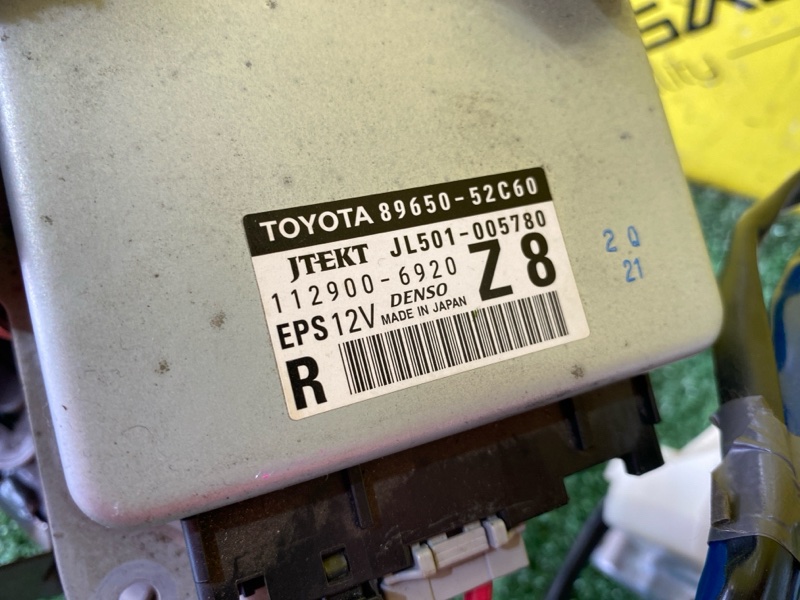 TOYOTA 89650-52C60
JTEKT JL501-005780
112900-6920 Z8
EPS 12V DENSO
MADE IN JAPAN
R
2 Q
21